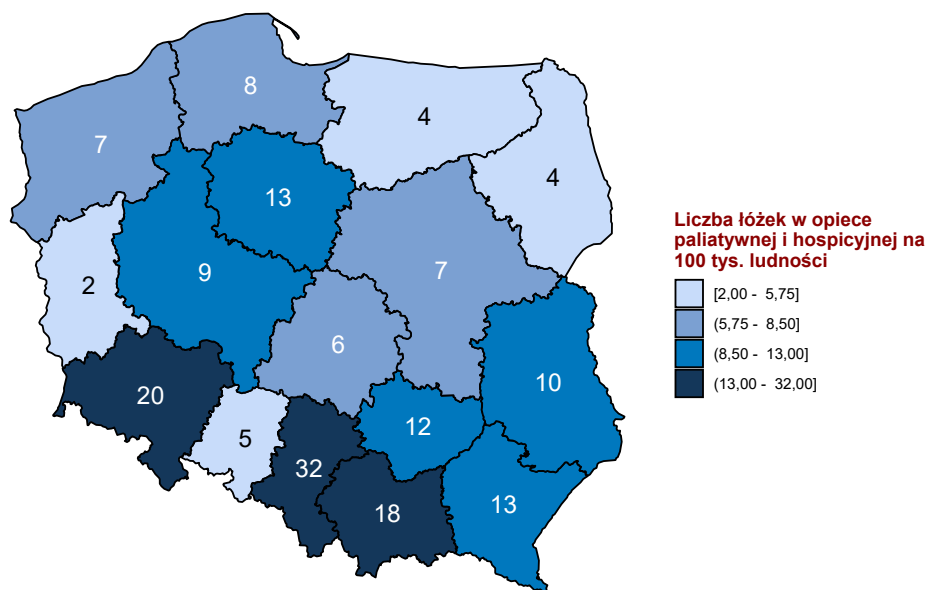 8
4
7
4
13
9
7
2
6
10
20
12
5
32
18
13
Liczba łóżek w opiece
paliatywnej i hospicyjnej na
100 tys. ludności
[2,00 - 5,75]
(5,75 - 8,50]
(8,50 - 13,00]
(13,00 - 32,00]